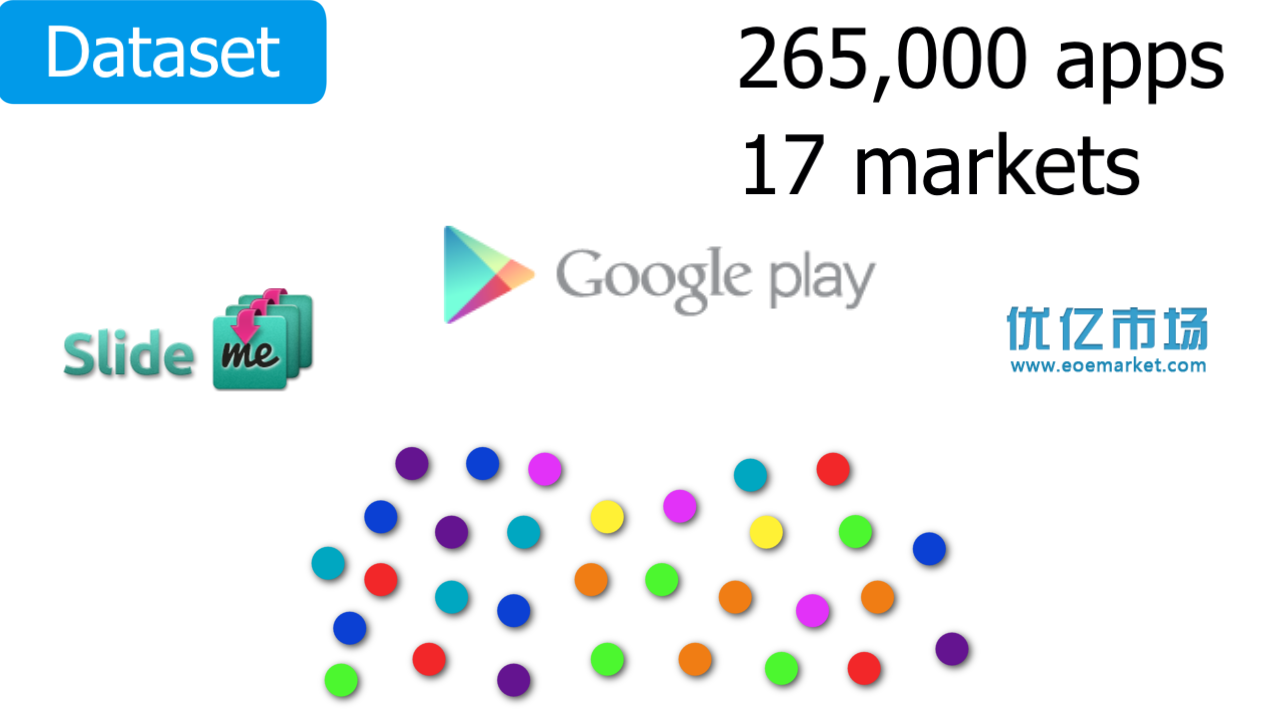 Dataset
265,000 apps
17 markets
Google play
Slide me
优亿市场
www.eoemarket.com